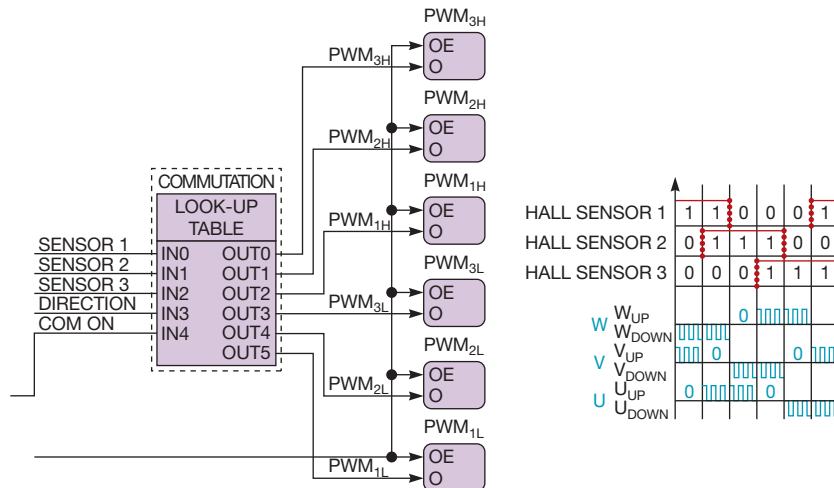 PWM3H
OE
O
PWM3H
PWM2H
OE
O
PWM2H
COMMUTATION
LOOK-UP
TABLE
PWM1H
OE
O
PWM1H
SENSOR 1
IN0 OUT0
SENSOR 2
IN1 OUT1
SENSOR 3
IN2 OUT2
DIRECTION
IN3 OUT3
COM ON
IN4 OUT4
OUT5
PWM3L
OE
O
PWM3L
PWM2L
OE
O
PWM2L
PWM1L
OE
O
PWM1L
HALL SENSOR 1 1 1 0 0 0 1
HALL SENSOR 2 0 1 1 1 0 0
HALL SENSOR 3 0 0 0 1 1 1
W WUP 0
WDOWN
V VUP 0 0
VDOWN
U UUP 0 0
UDOWN